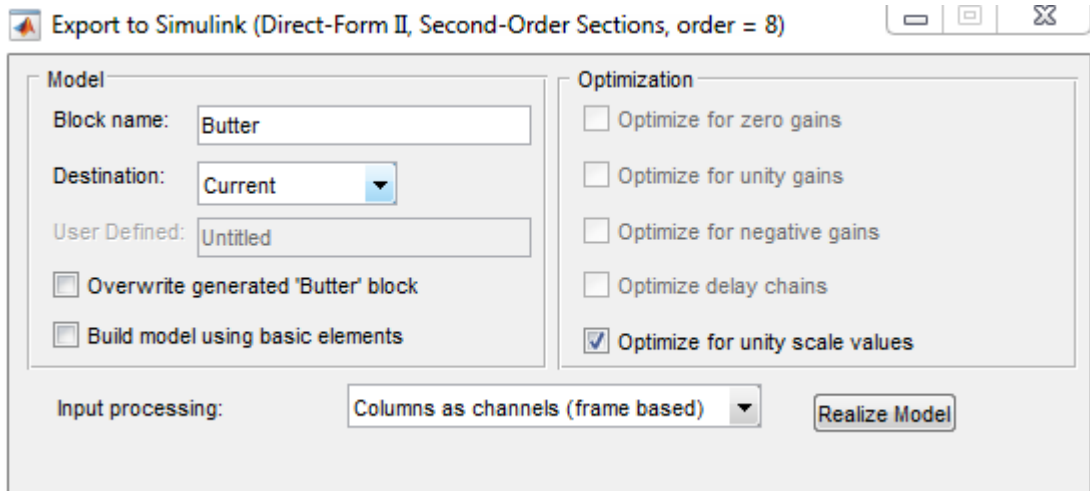 Export to Simulink (Direct-Form II, Second-Order Sections, order = 8)
Model
Block name: Butter
Destination: Current
User Defined: Untitled
Overwrite generated 'Butter' block
Build model using basic elements
Optimization
Optimize for zero gains
Optimize for unity gains
Optimize for negative gains
Optimize delay chains
Optimize for unity scale values
Input processing: Columns as channels (frame based)
Realize Model